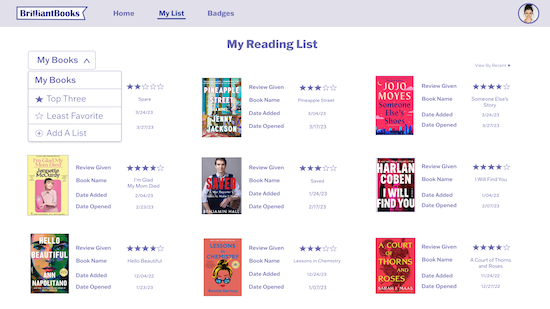 BrilliantBooks
Home
My List
Badges
My Reading List
My Books
View By Recent
My Books
Top Three
Least Favorite
Add A List
Spare
3/24/23
3/27/23
PINEAPPLE
STREET
JENNY
JACKSON
Review Given
Book Name
Pineapple Street
Date Added
Date Opened
3/17/23
JOJO
MOYES
Someone
Else's
Shoes
Review Given
Book Name
Someone Else's
Story
Date Added
3/24/23
Date Opened
3/23/23
I'm Glad My
Mom Died
Jennette
McCurdy
Review Given
Book Name
I'm Glad
My Mom Died
Date Added
2/04/23
Date Opened
2/23/23
SAVED
BENJAMIN HALL
Review Given
Book Name
Saved
Date Added
1/24/23
Date Opened
2/17/23
HARLAN
COBEN
I WILL
FIND YOU
Review Given
Book Name
I Will Find You
Date Added
1/04/23
Date Opened
2/07/23
HELLO
BEAUTIFUL
ANN
NAPOLITANO
Review Given
Book Name
Hello Beautiful
Date Added
12/04/22
Date Opened
1/23/23
LESSONS
IN
CHEMISTRY
Review Given
Book Name
Lessons in Chemistry
Date Added
12/24/23
Date Opened
1/07/23
A COURT
OF
THORNS
AND
ROSES
SARAH J. MAAS
Review Given
Book Name
A Court of Thorns
and Roses
Date Added
11/24/22
Date Opened
12/27/22